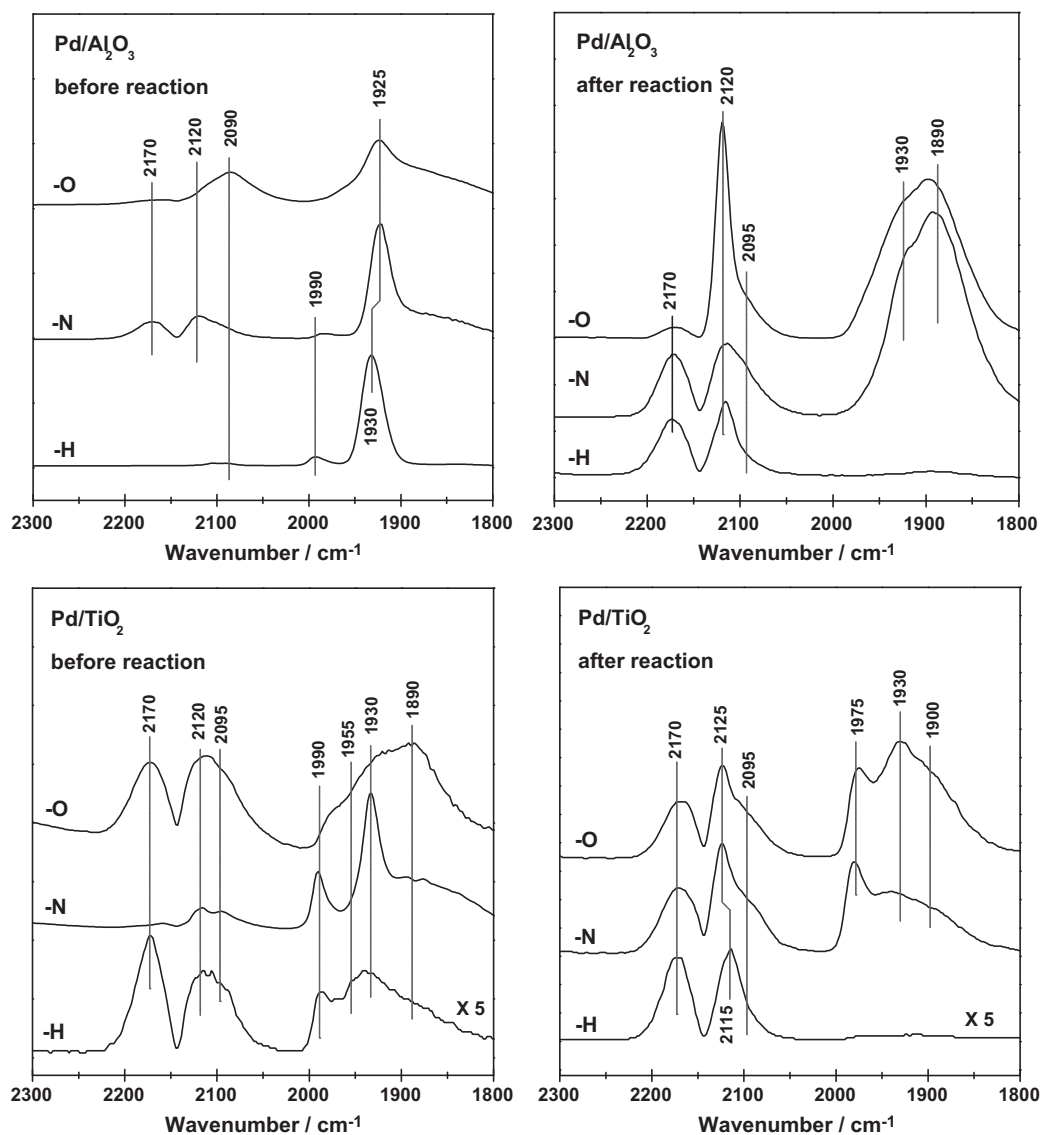 Pd/Al2O3
before reaction
2170
2120
2090
1990
1925
1930
-O
-N
-H
2300 2200 2100 2000 1900 1800
Wavenumber / cm-1
Pd/Al2O3
after reaction
2170
2120
2095
1930
1890
-O
-N
-H
2300 2200 2100 2000 1900 1800
Wavenumber / cm-1
Pd/TiO2
before reaction
2170
2120
2095
1990
1955
1930
1890
-O
-N
-H
X 5
2300 2200 2100 2000 1900 1800
Wavenumber / cm-1
Pd/TiO2
after reaction
2170
2125
2095
2115
1975
1930
1900
-O
-N
-H
X 5
2300 2200 2100 2000 1900 1800
Wavenumber / cm-1